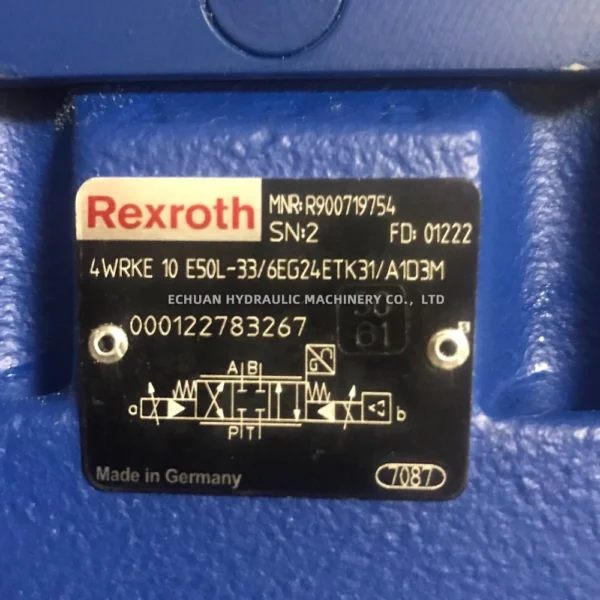 Rexroth
MNR: R900719754
SN: 2 FD: 01222
4WRKE 10 E50L-33/6EG24ETK31/A1D3M
ECHUAN HYDRAULIC MACHINERY CO., LTD
000122783267
61
A B
a b
P T
Made in Germany
7087